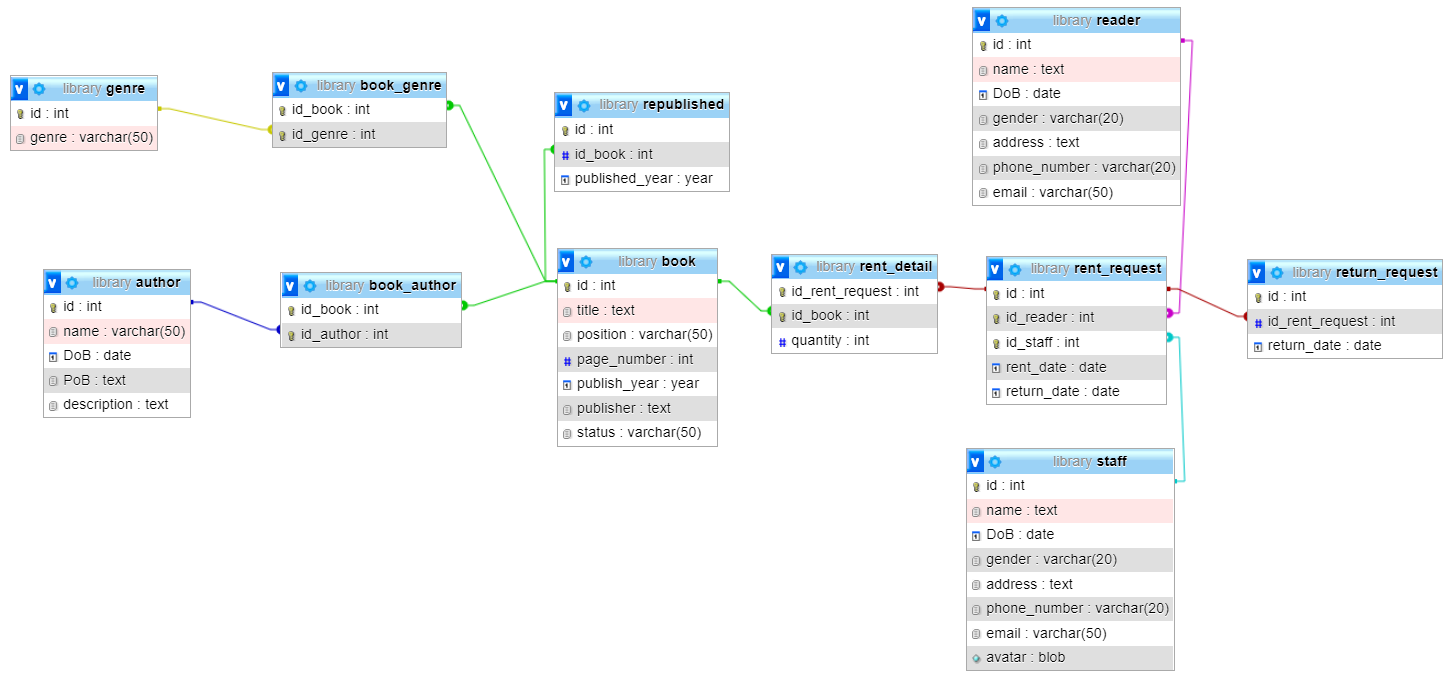 library genre
id : int
genre : varchar(50)
library book_genre
id_book : int
id_genre : int
library republished
id : int
id_book : int
published_year : year
library reader
id : int
name : text
DoB : date
gender : varchar(20)
address : text
phone_number : varchar(20)
email : varchar(50)
library author
id : int
name : varchar(50)
DoB : date
PoB : text
description : text
library book_author
id_book : int
id_author : int
library book
id : int
title : text
position : varchar(50)
page_number : int
publish_year : year
publisher : text
status : varchar(50)
library rent_detail
id_rent_request : int
id_book : int
quantity : int
library rent_request
id : int
id_reader : int
id_staff : int
rent_date : date
return_date : date
library return_request
id : int
id_rent_request : int
return_date : date
library staff
id : int
name : text
DoB : date
gender : varchar(20)
address : text
phone_number : varchar(20)
email : varchar(50)
avatar : blob